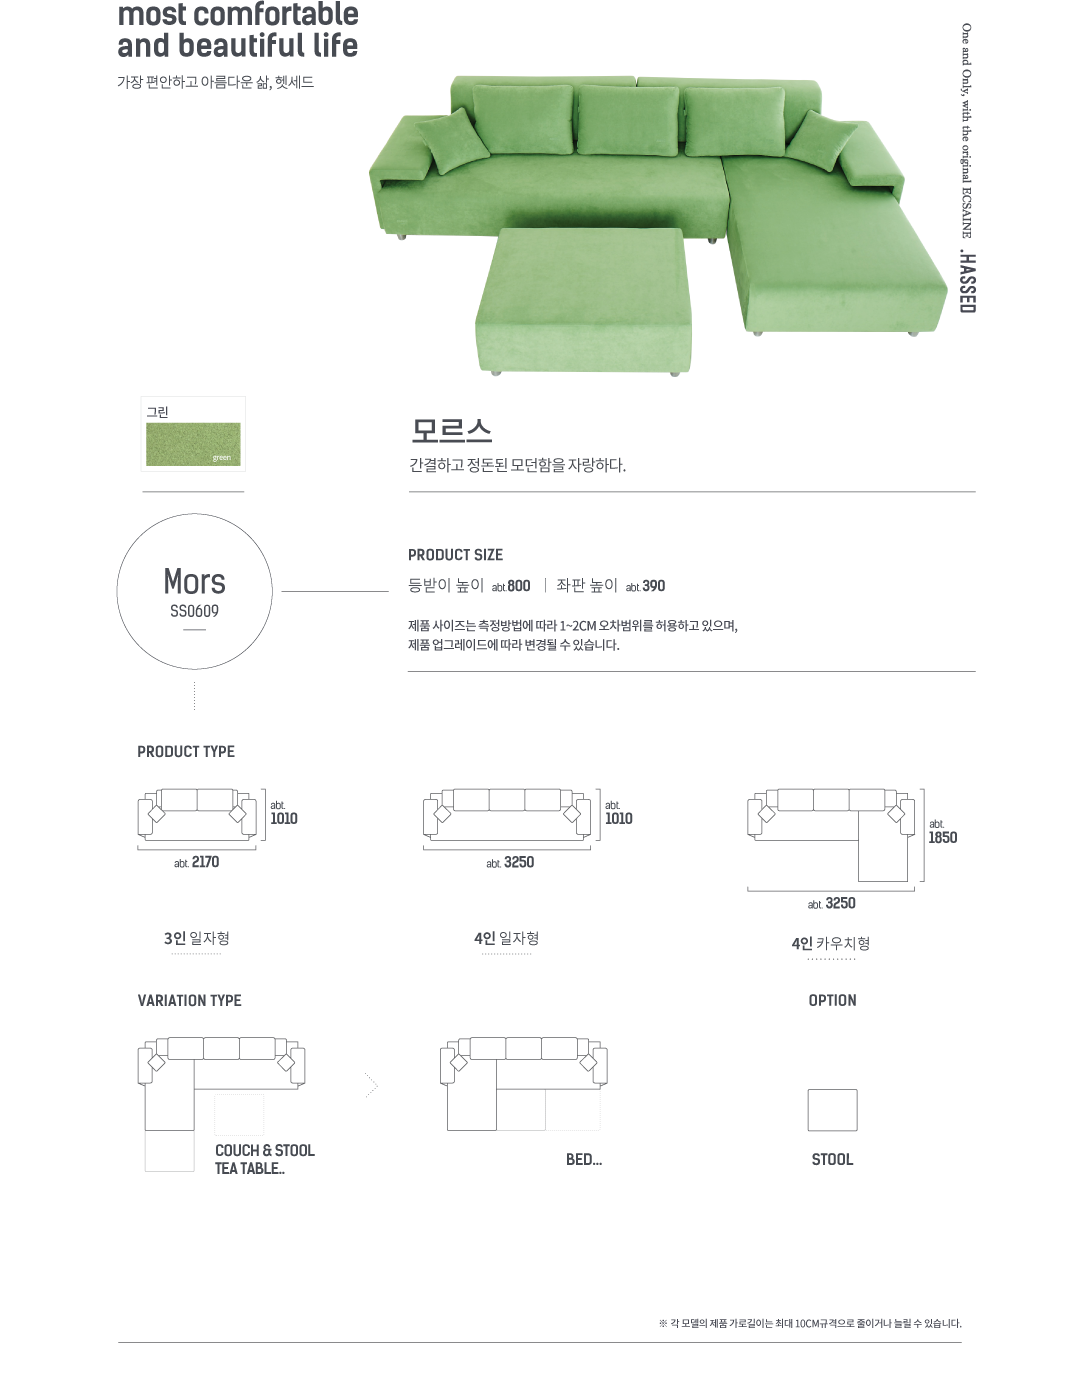 most comfortable
and beautiful life
가장 편안하고 아름다운 삶, 헷세드
One and Only, with the original ECSAINE .HASSED
그린
green
모르스
간결하고 정돈된 모던함을 자랑하다.
Mors
SS0609
PRODUCT SIZE
등받이 높이 abt.800 | 좌판 높이 abt.390
제품 사이즈는 측정방법에 따라 1~2CM 오차범위를 허용하고 있으며,
제품 업그레이드에 따라 변경될 수 있습니다.
PRODUCT TYPE
abt.
1010
abt. 2170
3인 일자형
abt.
1010
abt. 3250
4인 일자형
abt.
1850
abt. 3250
4인 카우치형
VARIATION TYPE
COUCH & STOOL
TEA TABLE..
BED...
OPTION
STOOL
※ 각 모델의 제품 가로길이는 최대 10CM규격으로 줄이거나 늘릴 수 있습니다.